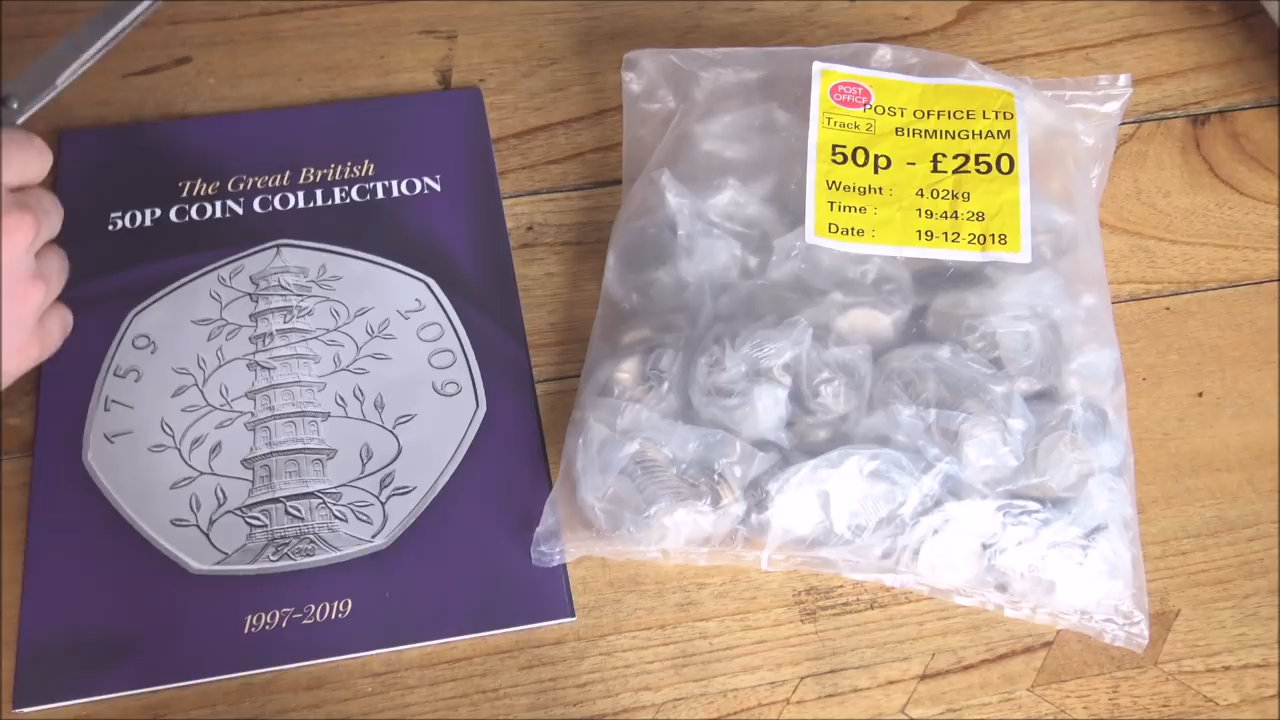 The Great British
50P COIN COLLECTION
1759
2009
Kew
1997-2019
POST
OFFICE
POST OFFICE LTD
Track 2
BIRMINGHAM
50p - £250
Weight : 4.02kg
Time : 19:44:28
Date : 19-12-2018